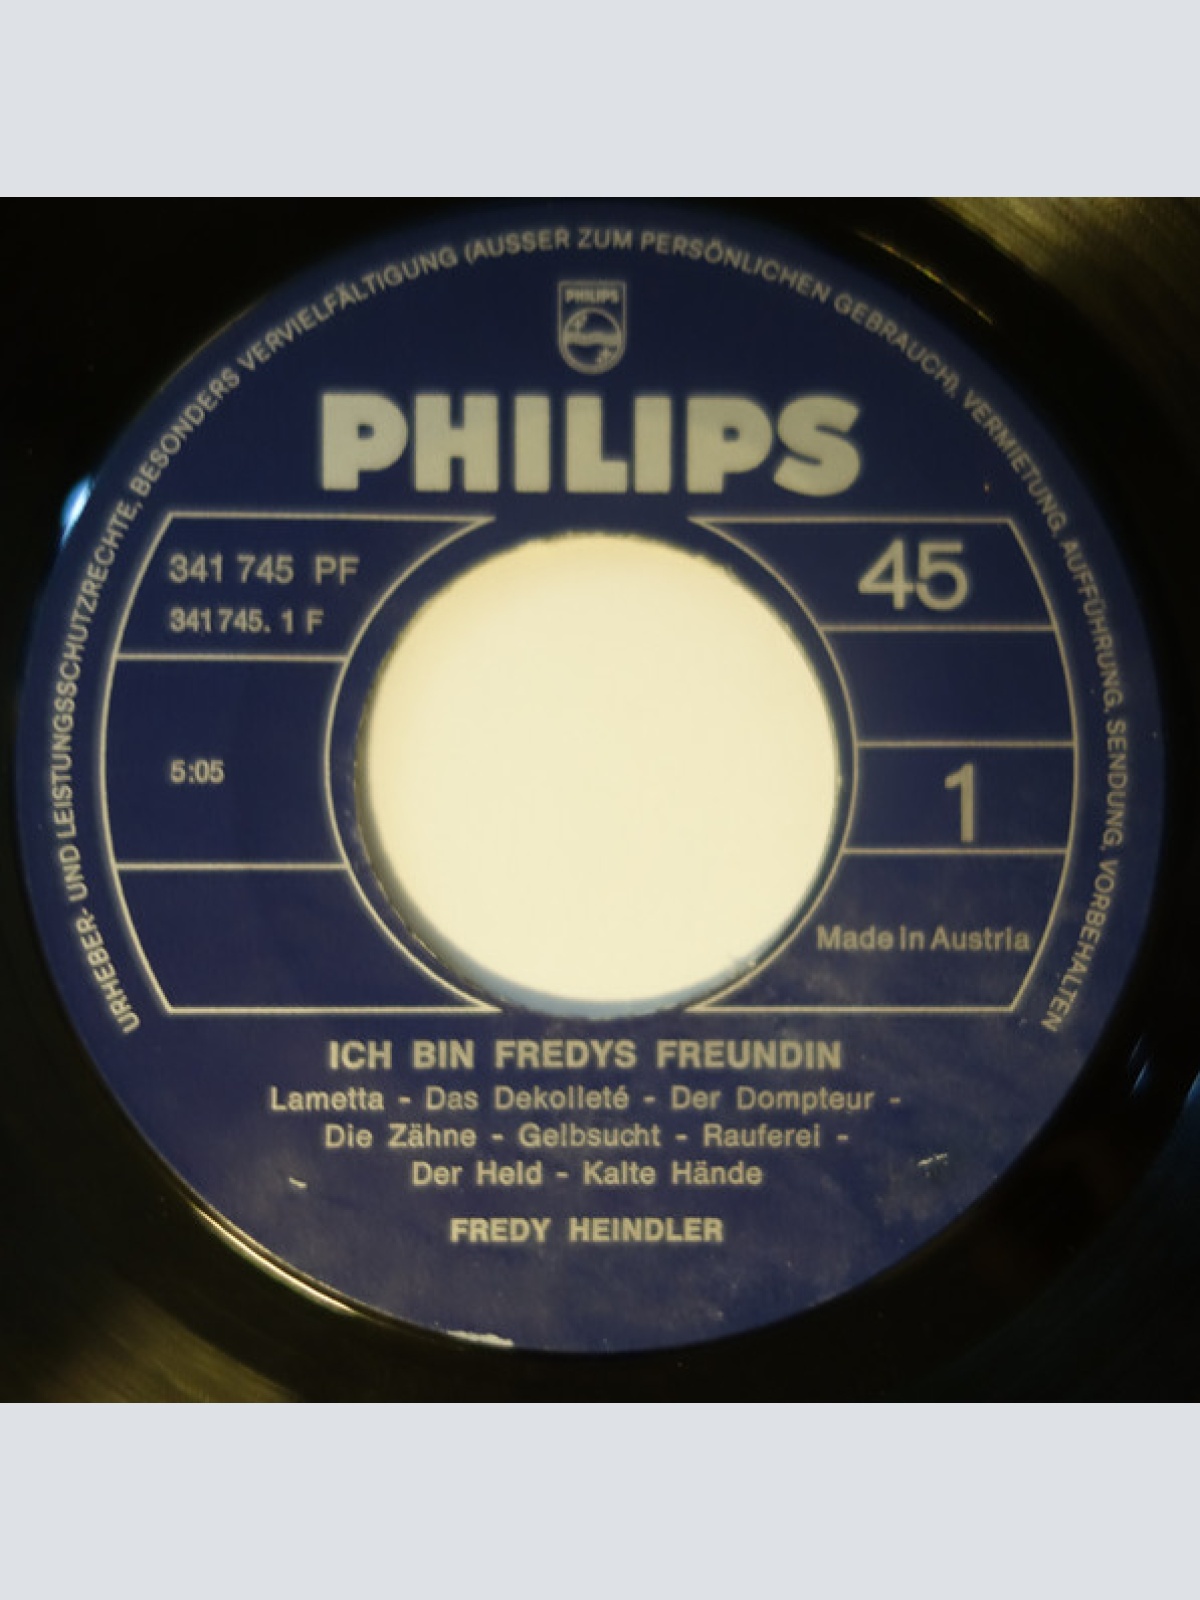 URHEBER- UND LEISTUNGSSCHUTZRECHTE, BESONDERS VERVIELFÄLTIGUNG (AUSSER ZUM PERSÖNLICHEN GEBRAUCH), VERMIETUNG, AUFFÜHRUNG, SENDUNG, VORBEHALTEN
PHILIPS
PHILIPS
341 745 PF
341 745. 1 F
5:05
45
1
Made in Austria
ICH BIN FREDYS FREUNDIN
Lametta - Das Dekolleté - Der Dompteur -
Die Zähne - Gelbsucht - Rauferei -
Der Held - Kalte Hände
FREDY HEINDLER